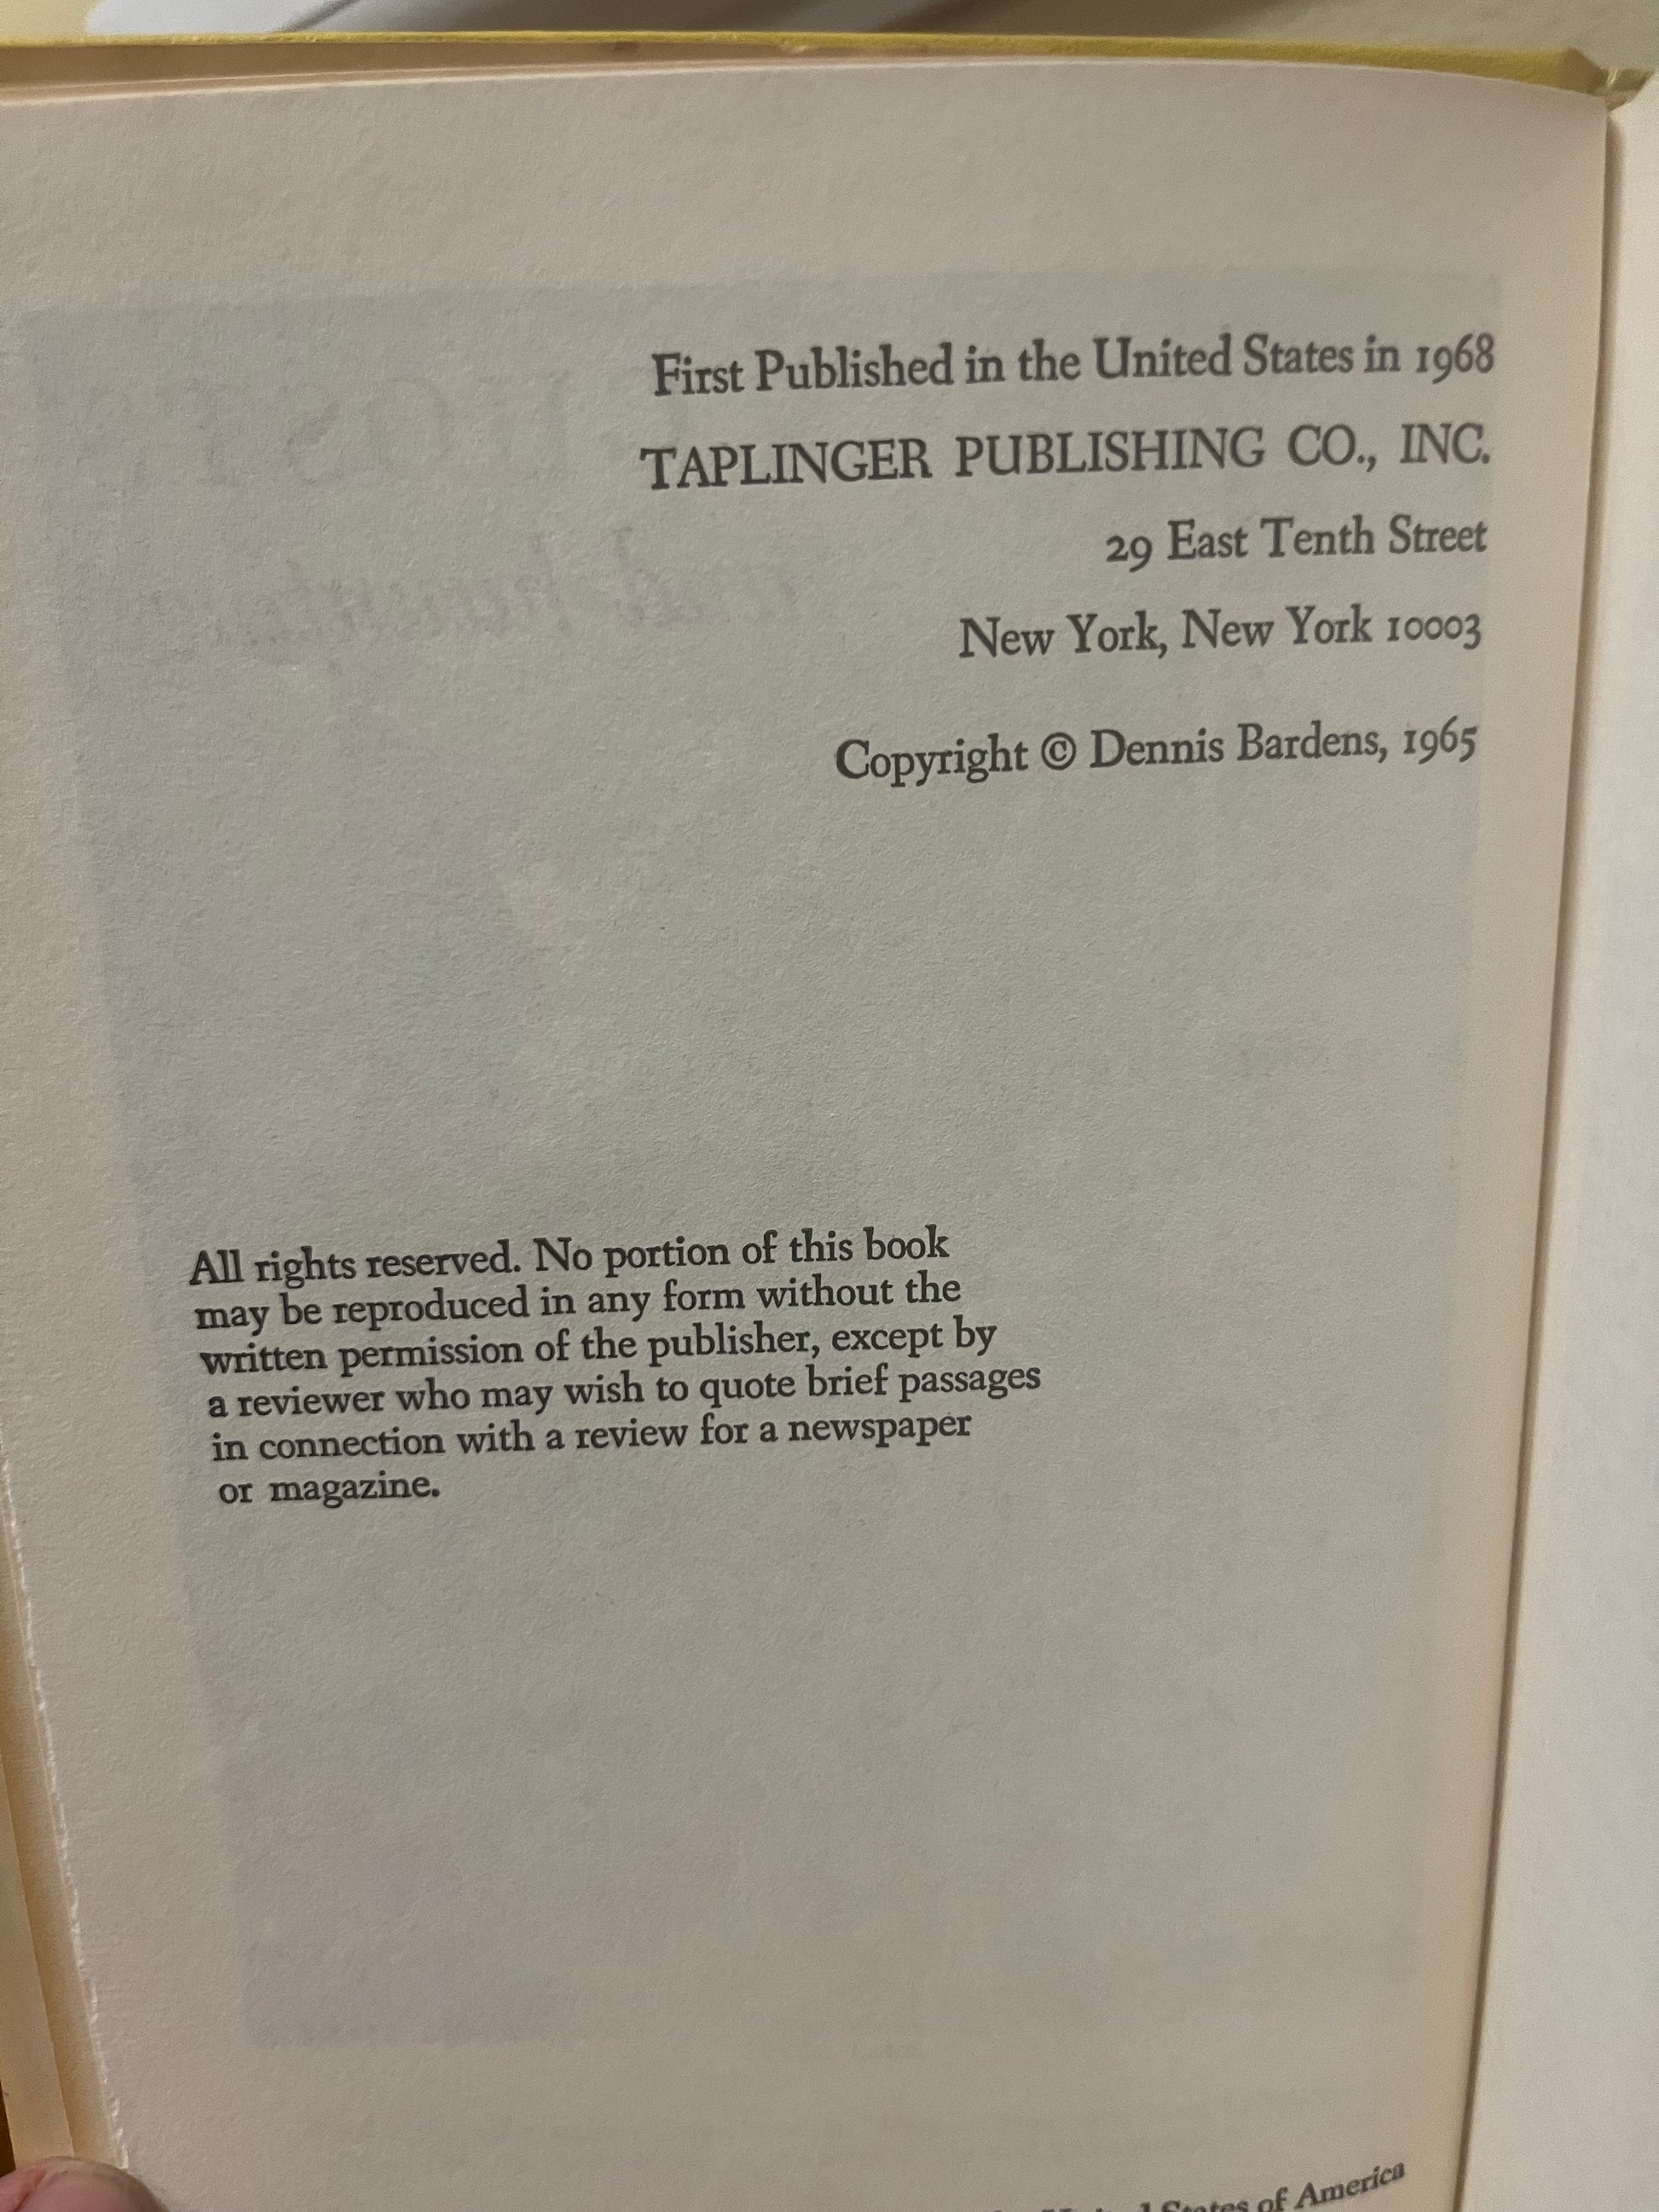 First Published in the United States in 1968
TAPLINGER PUBLISHING CO., INC.
29 East Tenth Street
New York, New York 10003
Copyright © Dennis Bardens, 1965
All rights reserved. No portion of this book
may be reproduced in any form without the
written permission of the publisher, except by
a reviewer who may wish to quote brief passages
in connection with a review for a newspaper
or magazine.
United States of America